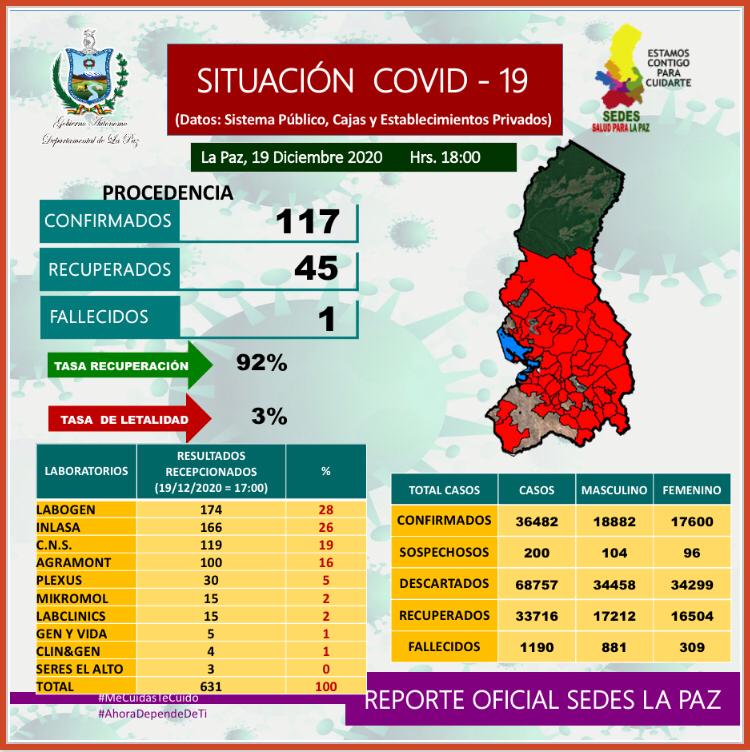 Gobierno Autónomo
Departamental de La Paz
SITUACIÓN COVID - 19
(Datos: Sistema Público, Cajas y Establecimientos Privados)
La Paz, 19 Diciembre 2020 Hrs. 18:00
ESTAMOS
CONTIGO
PARA
CUIDARTE
SEDES
SALUD PARA LA PAZ
PROCEDENCIA
CONFIRMADOS 117
RECUPERADOS 45
FALLECIDOS 1
TASA RECUPERACIÓN 92%
TASA DE LETALIDAD 3%
LABORATORIOS RESULTADOS RECEPCIONADOS (19/12/2020 = 17:00) %
LABOGEN 174 28
INLASA 166 26
C.N.S. 119 19
AGRAMONT 100 16
PLEXUS 30 5
MIKROMOL 15 2
LABCLINICS 15 2
GEN Y VIDA 5 1
CLIN&GEN 4 1
SERES EL ALTO 3 0
TOTAL 631 100
TOTAL CASOS CASOS MASCULINO FEMENINO
CONFIRMADOS 36482 18882 17600
SOSPECHOSOS 200 104 96
DESCARTADOS 68757 34458 34299
RECUPERADOS 33716 17212 16504
FALLECIDOS 1190 881 309
#MeCuidasTeCuido
#AhoraDependeDeTi
REPORTE OFICIAL SEDES LA PAZ